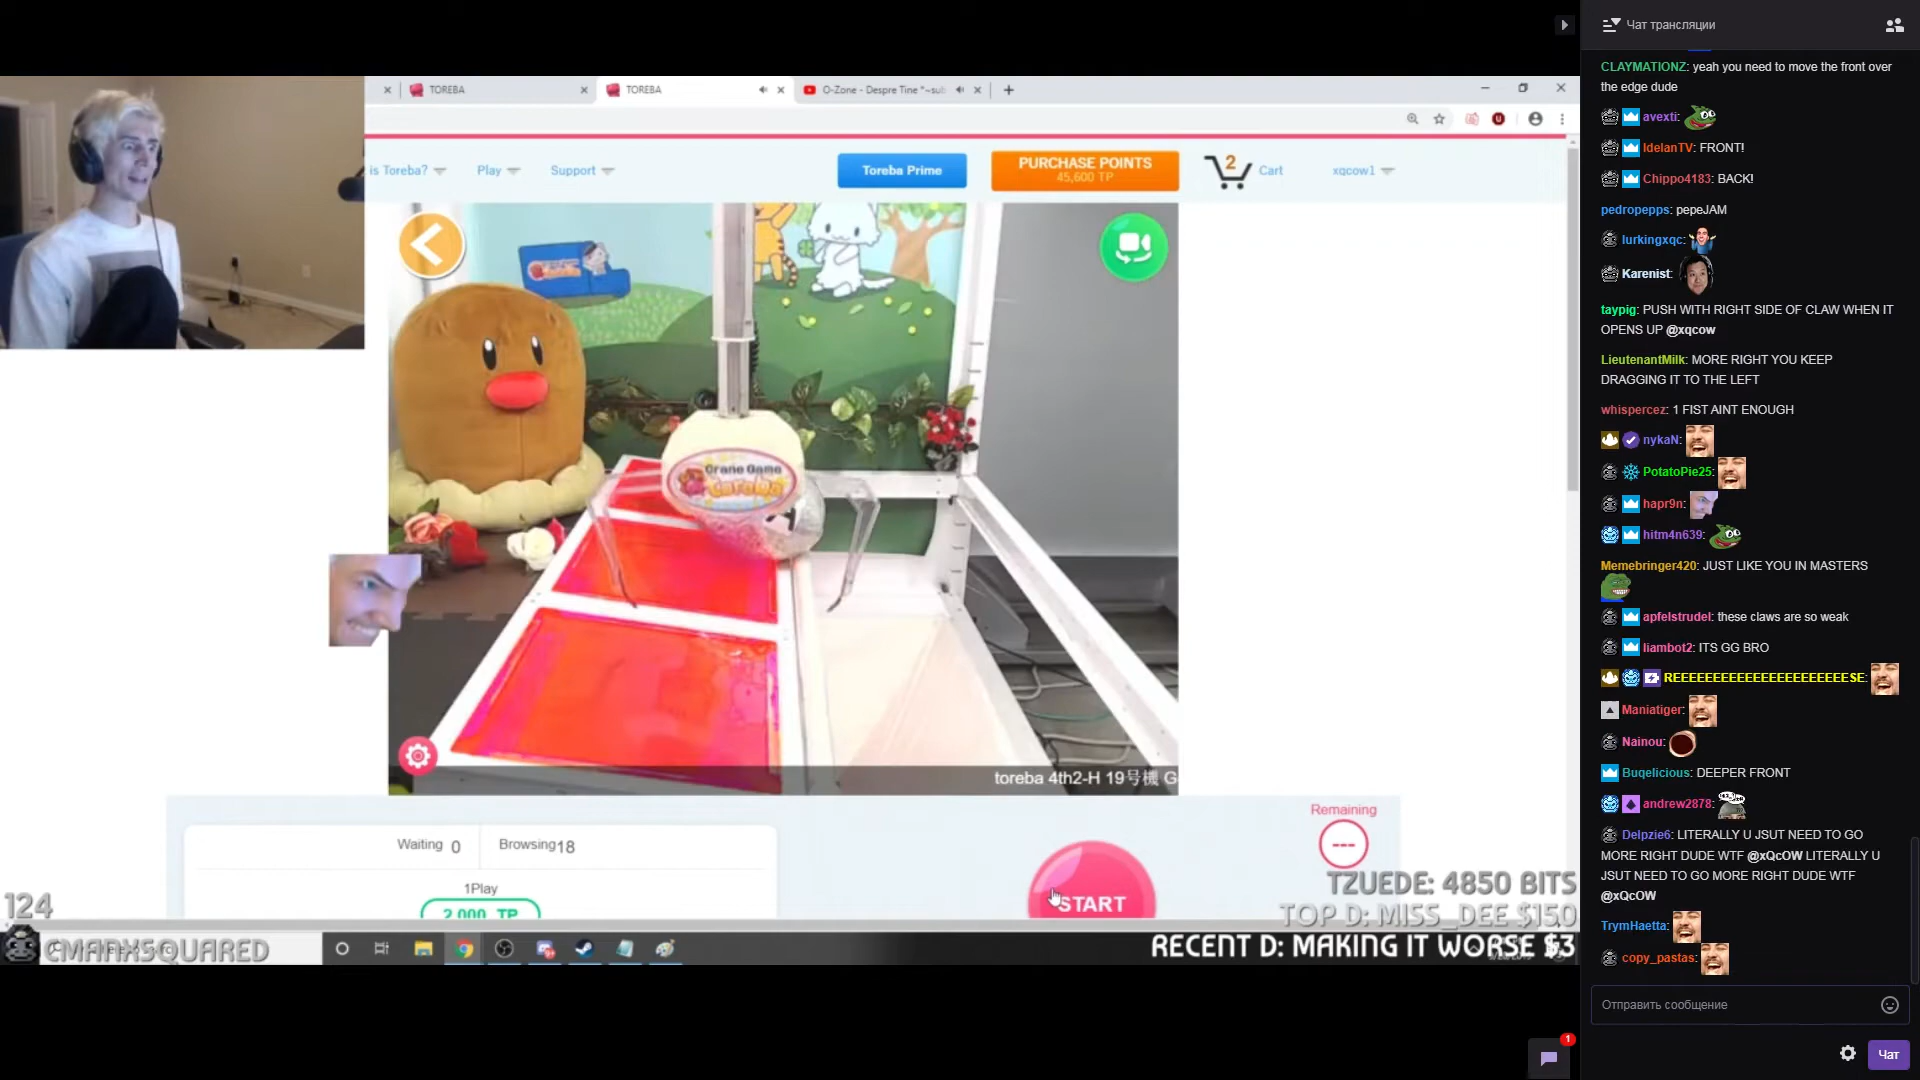 TOREBA
TOREBA
O-Zone - Despre Tine *~sub
is Toreba?
Play
Support
Toreba Prime
PURCHASE POINTS
45,600 TP
2
Cart
xqcow1
Crane Game
toreba
toreba 4th2-H 19号機 G
Waiting 0
Browsing18
1Play
2,000 TP
START
Remaining
---
124
CMARXSQUARED
TZUEDE: 4850 BITS
TOP D: MISS_DEE $150
RECENT D: MAKING IT WORSE $3
Чат трансляции
CLAYMATIONZ: yeah you need to move the front over
the edge dude
avexti:
IdelanTV: FRONT!
Chippo4183: BACK!
pedropepps: pepeJAM
lurkingxqc:
Karenist:
taypig: PUSH WITH RIGHT SIDE OF CLAW WHEN IT
OPENS UP @xqcow
LieutenantMilk: MORE RIGHT YOU KEEP
DRAGGING IT TO THE LEFT
whispercez: 1 FIST AINT ENOUGH
nykaN:
PotatoPie25:
hapr9n:
hitm4n639:
Memebringer420: JUST LIKE YOU IN MASTERS
apfelstrudel: these claws are so weak
liambot2: ITS GG BRO
REEEEEEEEEEEEEEEEEEEEEESE:
Maniatiger:
Nainou:
Buqelicious: DEEPER FRONT
andrew2878:
Delpzie6: LITERALLY U JSUT NEED TO GO
MORE RIGHT DUDE WTF @xQcOW LITERALLY U
JSUT NEED TO GO MORE RIGHT DUDE WTF
@xQcOW
TrymHaetta:
copy_pastas:
Отправить сообщение
1
Чат